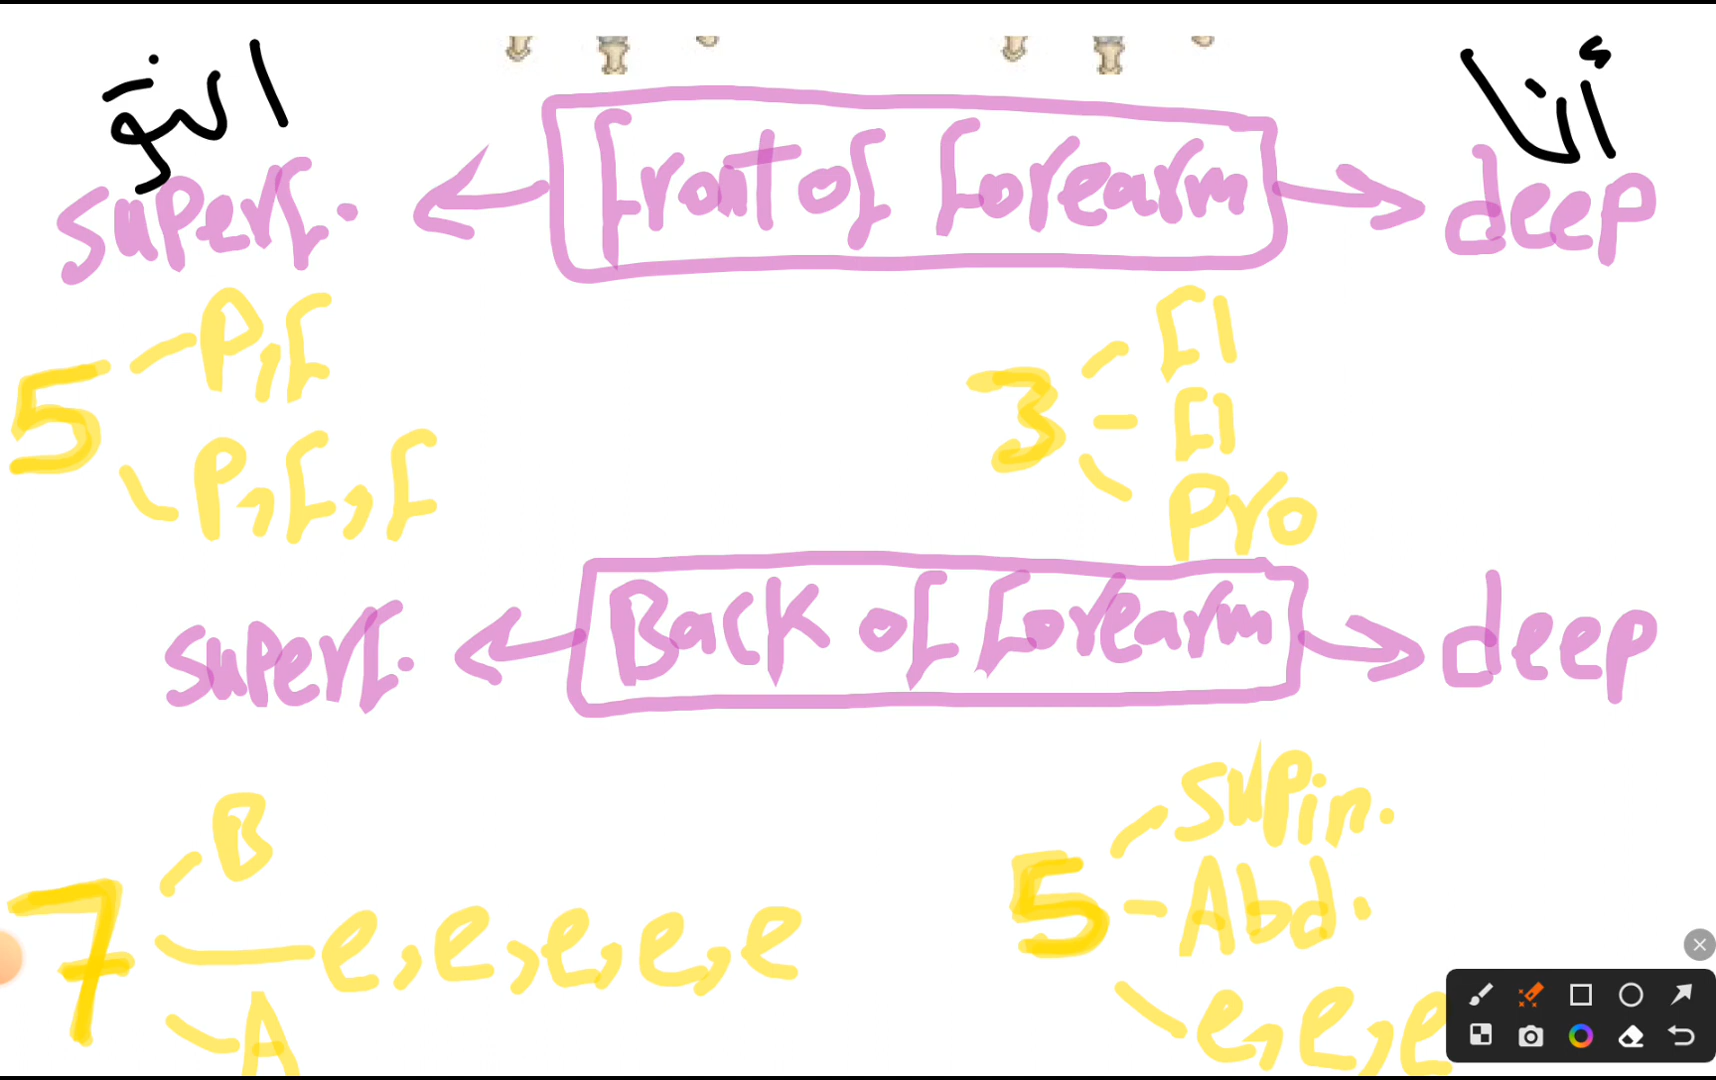 أنا
superf. Front of Forearm deep
5 P,F
P,F,F
3 Fl
Fl
Pro
superf. Back of Forearm deep
7 B
e,e,e,e,e
A
5 supin.
Abd.
e,e,e